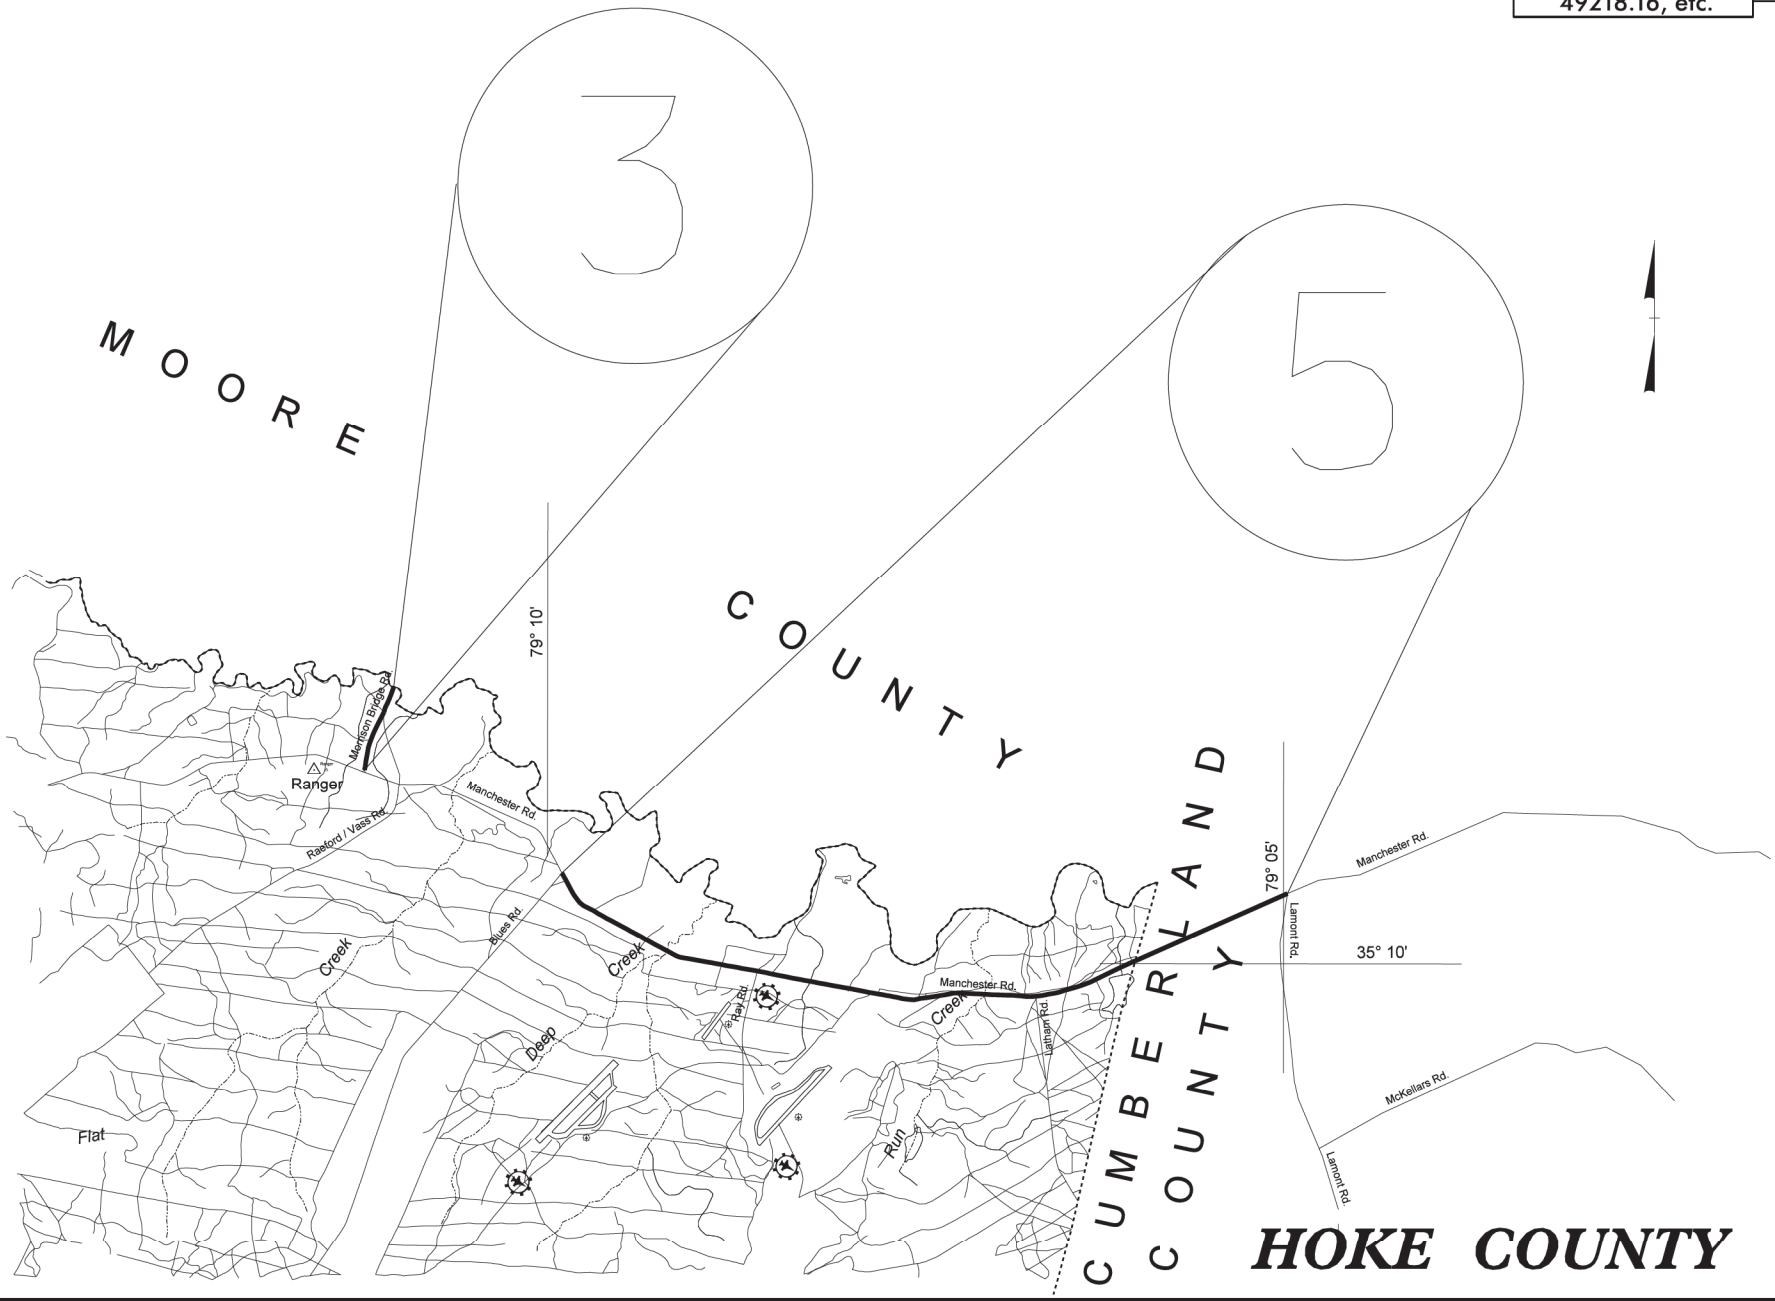 49218.16, etc.
3
5
MOORE
COUNTY
79° 10'
Morrison Bridge Rd.
Ranger
Ranger
Raeford / Vass Rd.
Manchester Rd.
Blues Rd.
Creek
Creek
Deep
Flat
Ray Rd.
Manchester Rd.
Creek
Latham Rd.
Run
CUMBERLAND
COUNTY
79° 05'
Manchester Rd.
Lamont Rd.
35° 10'
McKellars Rd.
Lamont Rd.
HOKE COUNTY